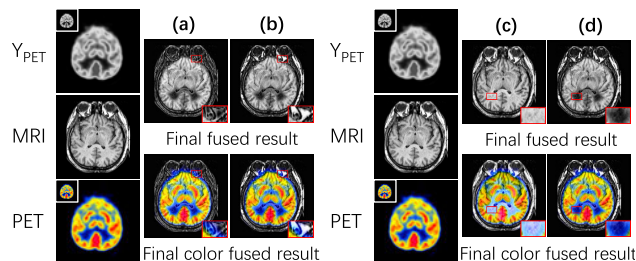 (a) (b) (c) (d)
Y_PET Y_PET
MRI Final fused result MRI Final fused result
PET PET
Final color fused result Final color fused result